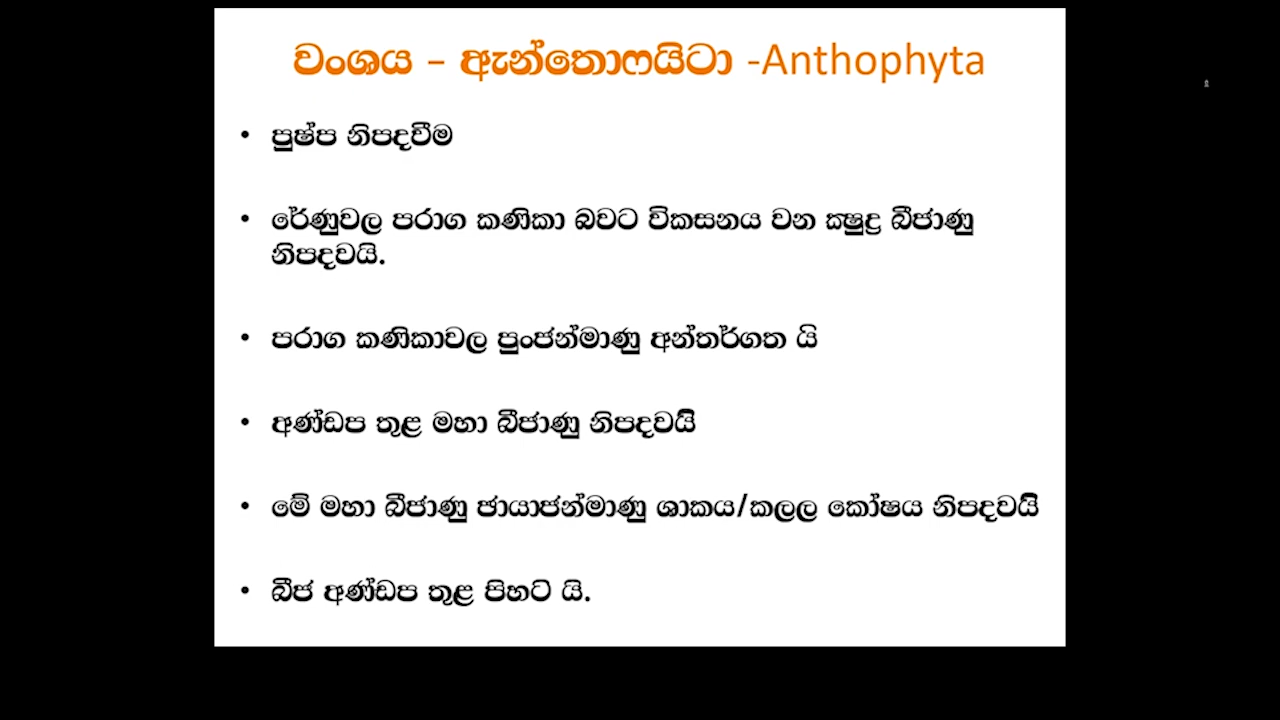 වංශය – ඇන්තොෆයිටා -Anthophyta
• පුෂ්ප නිපදවීම
• රේණුවල පරාග කණිකා බවට විකසනය වන ක්‍ෂුද්‍ර බීජාණු
නිපදවයි.
• පරාග කණිකාවල පුංජන්මාණු අන්තර්ගත යි
• අණ්ඩප තුළ මහා බීජාණු නිපදවයි
• මේ මහා බීජාණු ජායාජන්මාණු ශාකය/කලල කෝෂය නිපදවයි
• බීජ අණ්ඩප තුළ පිහටි යි.